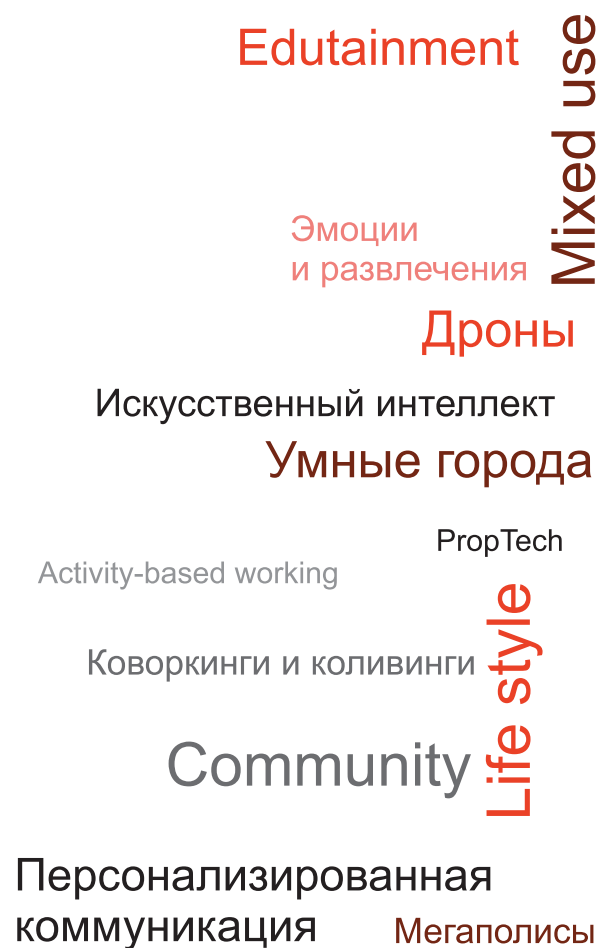 Edutainment
Mixed use
Эмоции
и развлечения
Дроны
Искусственный интеллект
Умные города
PropTech
Activity-based working
Life style
Коворкинги и коливинги
Community
Персонализированная
коммуникация
Мегаполисы